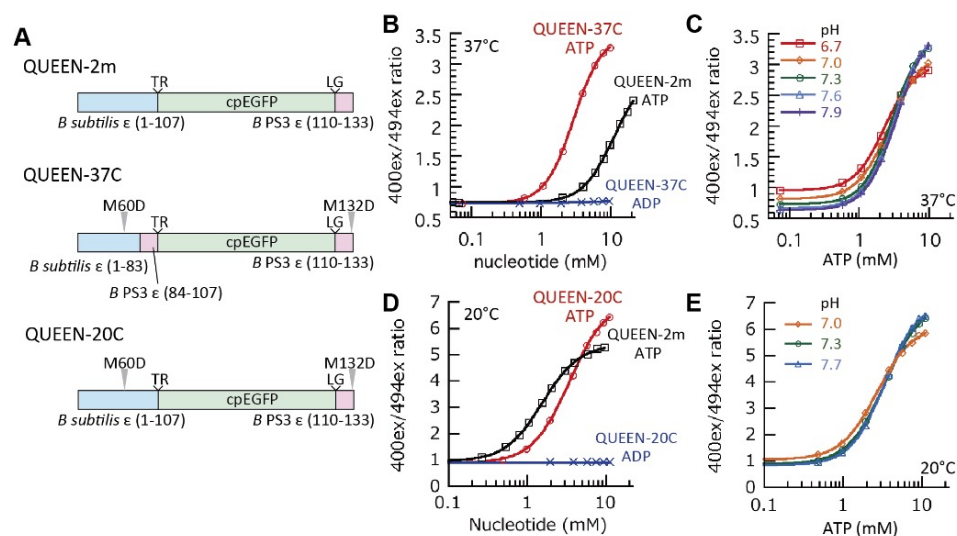 A
QUEEN-2m
TR
LG
cpEGFP
B subtilis ε (1-107)
B PS3 ε (110-133)
QUEEN-37C
M60D
TR
M132D
LG
cpEGFP
B subtilis ε (1-83)
B PS3 ε (110-133)
B PS3 ε (84-107)
QUEEN-20C
M60D
TR
M132D
LG
cpEGFP
B subtilis ε (1-107)
B PS3 ε (110-133)
B
37°C
QUEEN-37C
ATP
QUEEN-2m
ATP
QUEEN-37C
ADP
400ex/494ex ratio
3.5
3
2.5
2
1.5
1
0.5
0.1
1
10
nucleotide (mM)
C
pH
6.7
7.0
7.3
7.6
7.9
37°C
400ex/494ex ratio
3.5
3
2.5
2
1.5
1
0.5
0.1
1
10
ATP (mM)
D
20°C
QUEEN-20C
ATP
QUEEN-2m
ATP
QUEEN-20C
ADP
400ex/494ex ratio
7
6
5
4
3
2
1
0
0.1
1
10
Nucleotide (mM)
E
pH
7.0
7.3
7.7
20°C
400ex/494ex ratio
7
6
5
4
3
2
1
0
0.1
1
10
ATP (mM)